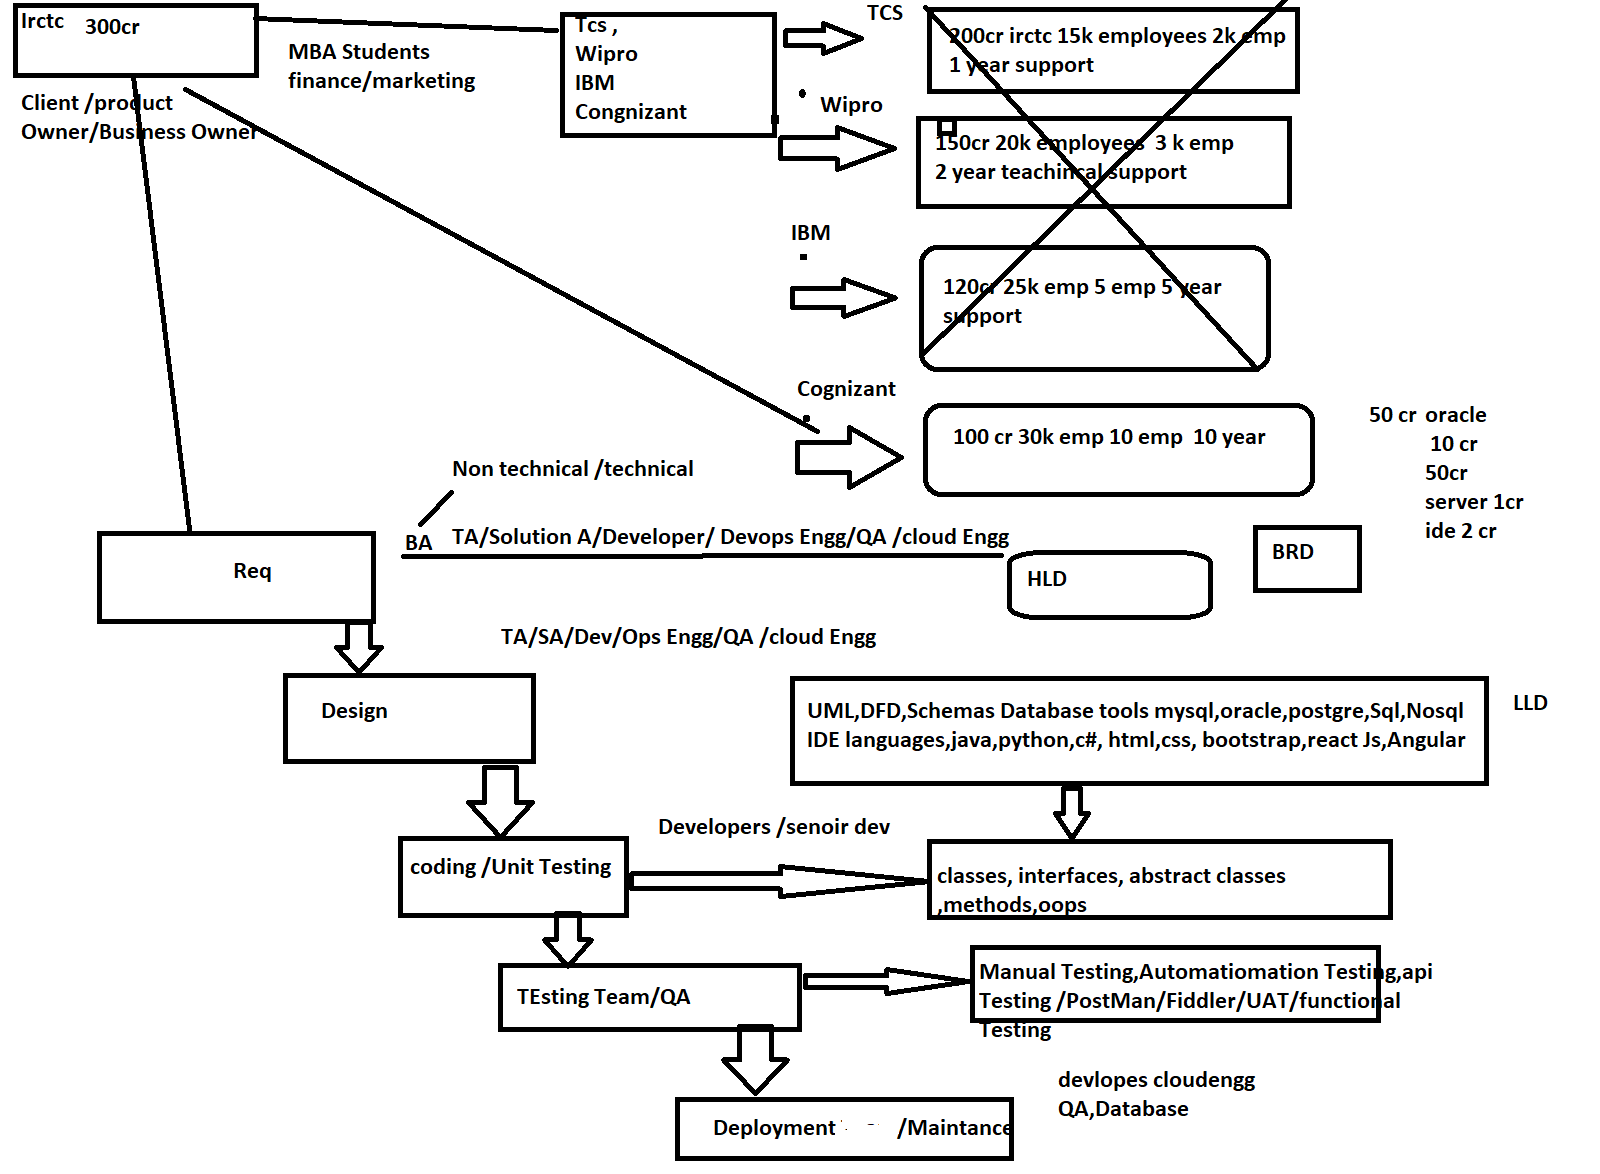 Irctc 300cr
MBA Students
finance/marketing
Client /product
Owner/Business Owner
Tcs ,
Wipro
IBM
Congnizant
TCS
200cr irctc 15k employees 2k emp
1 year support
Wipro
150cr 20k employees 3 k emp
2 year teachincal support
IBM
120cr 25k emp 5 emp 5 year
support
Cognizant
100 cr 30k emp 10 emp 10 year
50 cr oracle
10 cr
50cr
server 1cr
ide 2 cr
Non technical /technical
BA TA/Solution A/Developer/ Devops Engg/QA /cloud Engg
Req
HLD
BRD
TA/SA/Dev/Ops Engg/QA /cloud Engg
Design
UML,DFD,Schemas Database tools mysql,oracle,postgre,Sql,Nosql
IDE languages,java,python,c#, html,css, bootstrap,react Js,Angular
LLD
Developers /senoir dev
coding /Unit Testing
classes, interfaces, abstract classes
,methods,oops
TEsting Team/QA
Manual Testing,Automatiomation Testing,api
Testing /PostMan/Fiddler/UAT/functional
Testing
devlopes cloudengg
QA,Database
Deployment /Maintance